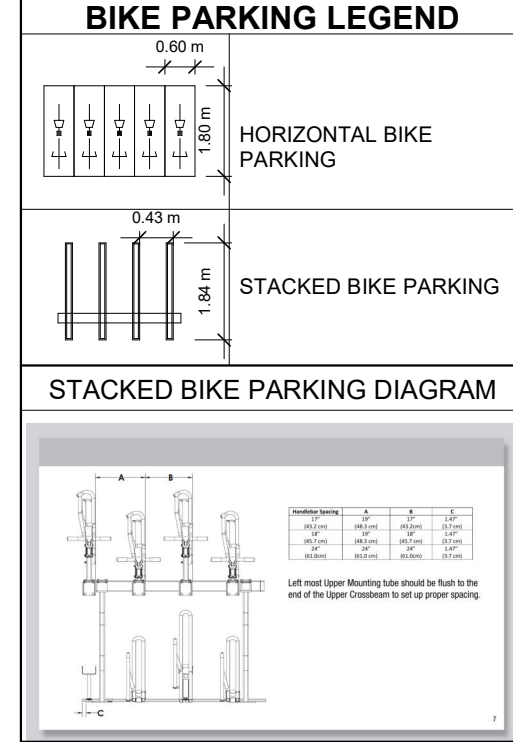 BIKE PARKING LEGEND
0.60 m
1.80 m
HORIZONTAL BIKE
PARKING
0.43 m
1.84 m
STACKED BIKE PARKING
STACKED BIKE PARKING DIAGRAM
A B
Handlebar Spacing A B C
17" 19" 17" 1.47"
(43.2 cm) (48.3 cm) (43.2cm) (3.7 cm)
18" 19" 18" 1.47"
(45.7 cm) (48.3 cm) (45.7 cm) (3.7 cm)
24" 24" 24" 1.47"
(61.0cm) (61.0 cm) (61.0cm) (3.7 cm)
Left most Upper Mounting tube should be flush to the
end of the Upper Crossbeam to set up proper spacing.
C
7